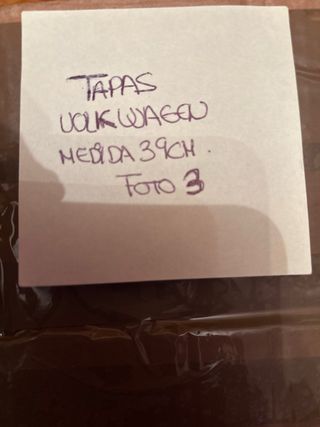 TAPAS
VOLKWAGEN
MEDIDA 39CM.
FOTO 3